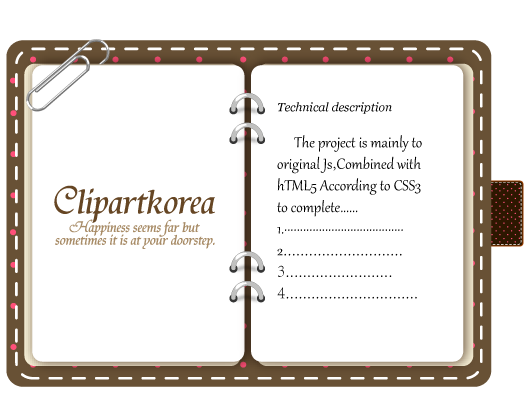 Clipartkorea
Happiness seems far but
sometimes it is at pour doorstep.
Technical description
The project is mainly to
original Js,Combined with
hTML5 According to CSS3
to complete......
1.........................................
2...........................
3.........................
4..............................